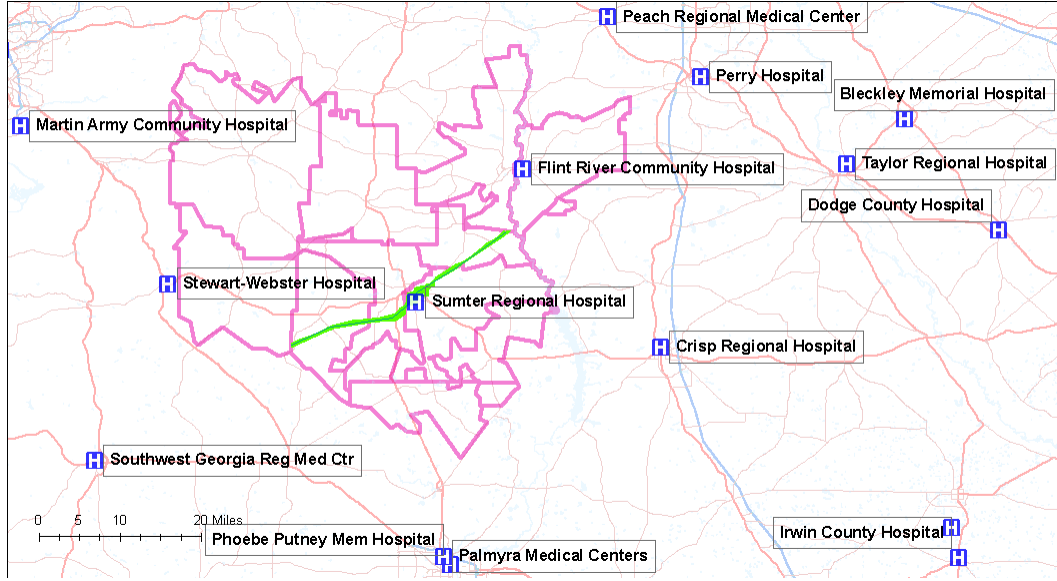 Peach Regional Medical Center
H
H
Perry Hospital
Bleckley Memorial Hospital
H
H
Martin Army Community Hospital
H
Flint River Community Hospital
H
Taylor Regional Hospital
Dodge County Hospital
H
H
Stewart-Webster Hospital
H
Sumter Regional Hospital
H
Crisp Regional Hospital
H
Southwest Georgia Reg Med Ctr
0 5 10 20 Miles
Phoebe Putney Mem Hospital
H
H
Palmyra Medical Centers
Irwin County Hospital
H
H